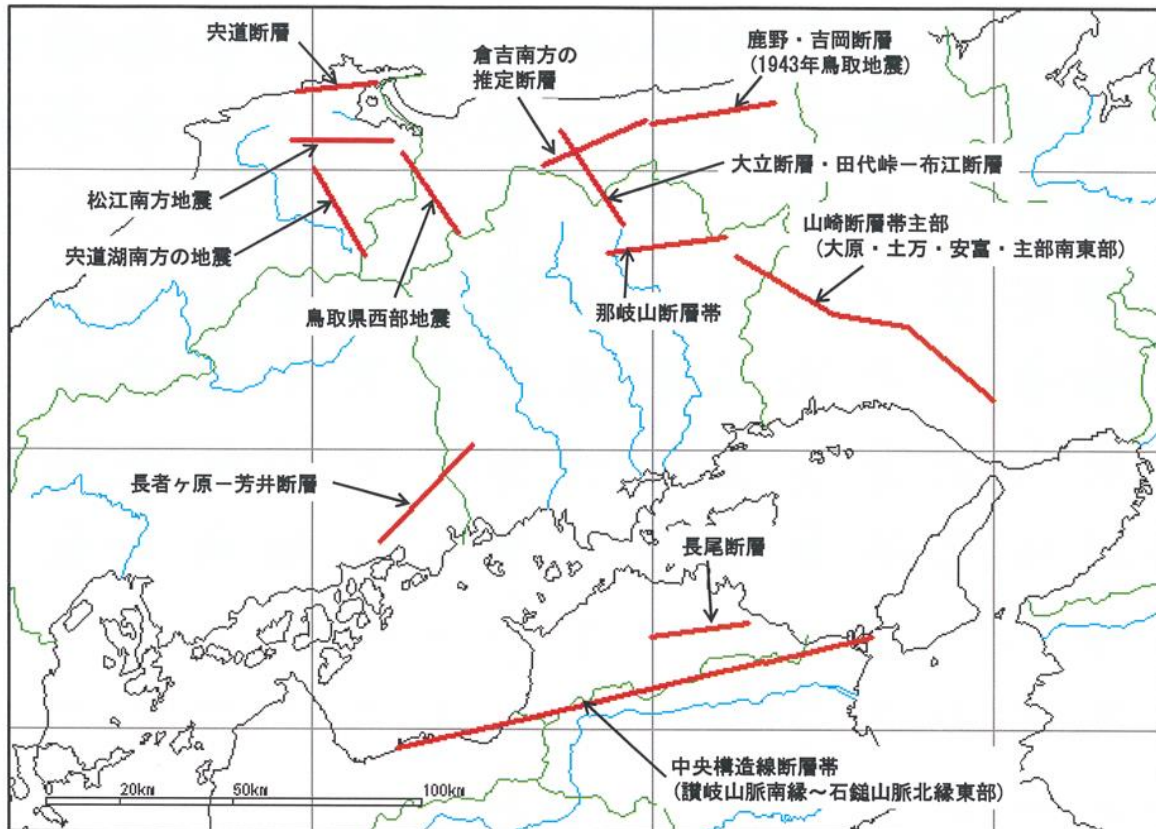 宍道断層
倉吉南方の
推定断層
鹿野・吉岡断層
(1943年鳥取地震)
大立断層・田代峠－布江断層
松江南方地震
宍道湖南方の地震
鳥取県西部地震
山崎断層帯主部
(大原・土万・安富・主部南東部)
那岐山断層帯
長者ヶ原－芳井断層
長尾断層
中央構造線断層帯
(讃岐山脈南縁～石鎚山脈北縁東部)
20km
50km
100km